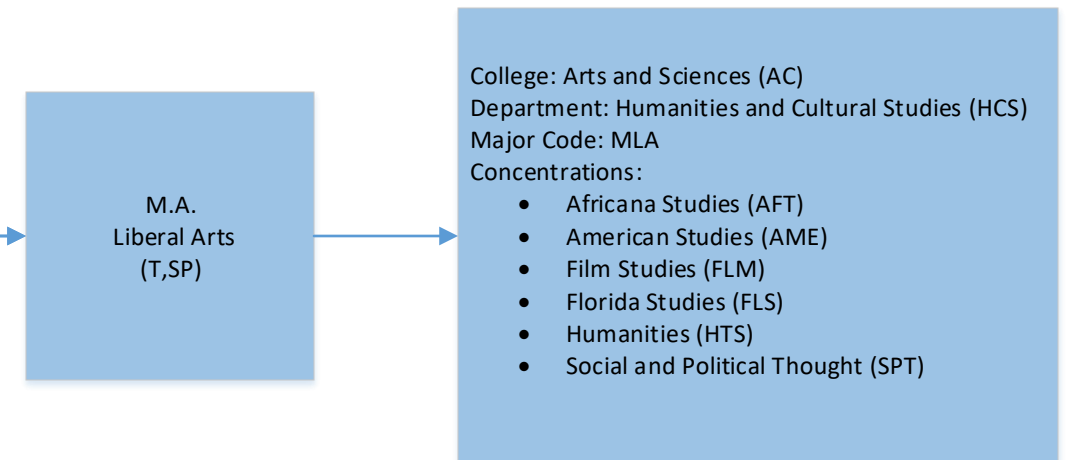 M.A.
Liberal Arts
(T,SP)
College: Arts and Sciences (AC)
Department: Humanities and Cultural Studies (HCS)
Major Code: MLA
Concentrations:
• Africana Studies (AFT)
• American Studies (AME)
• Film Studies (FLM)
• Florida Studies (FLS)
• Humanities (HTS)
• Social and Political Thought (SPT)